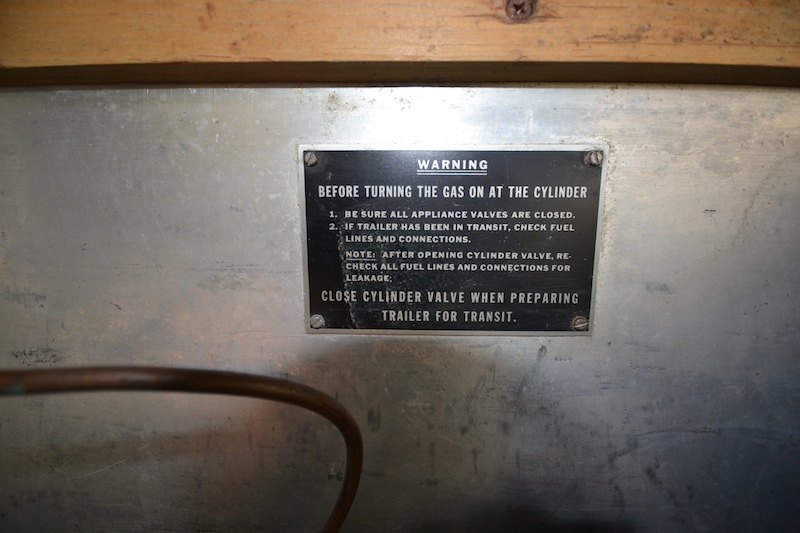 WARNING
BEFORE TURNING THE GAS ON AT THE CYLINDER
1. BE SURE ALL APPLIANCE VALVES ARE CLOSED.
2. IF TRAILER HAS BEEN IN TRANSIT, CHECK FUEL
LINES AND CONNECTIONS.
NOTE: AFTER OPENING CYLINDER VALVE, RE-
CHECK ALL FUEL LINES AND CONNECTIONS FOR
LEAKAGE;
CLOSE CYLINDER VALVE WHEN PREPARING
TRAILER FOR TRANSIT.